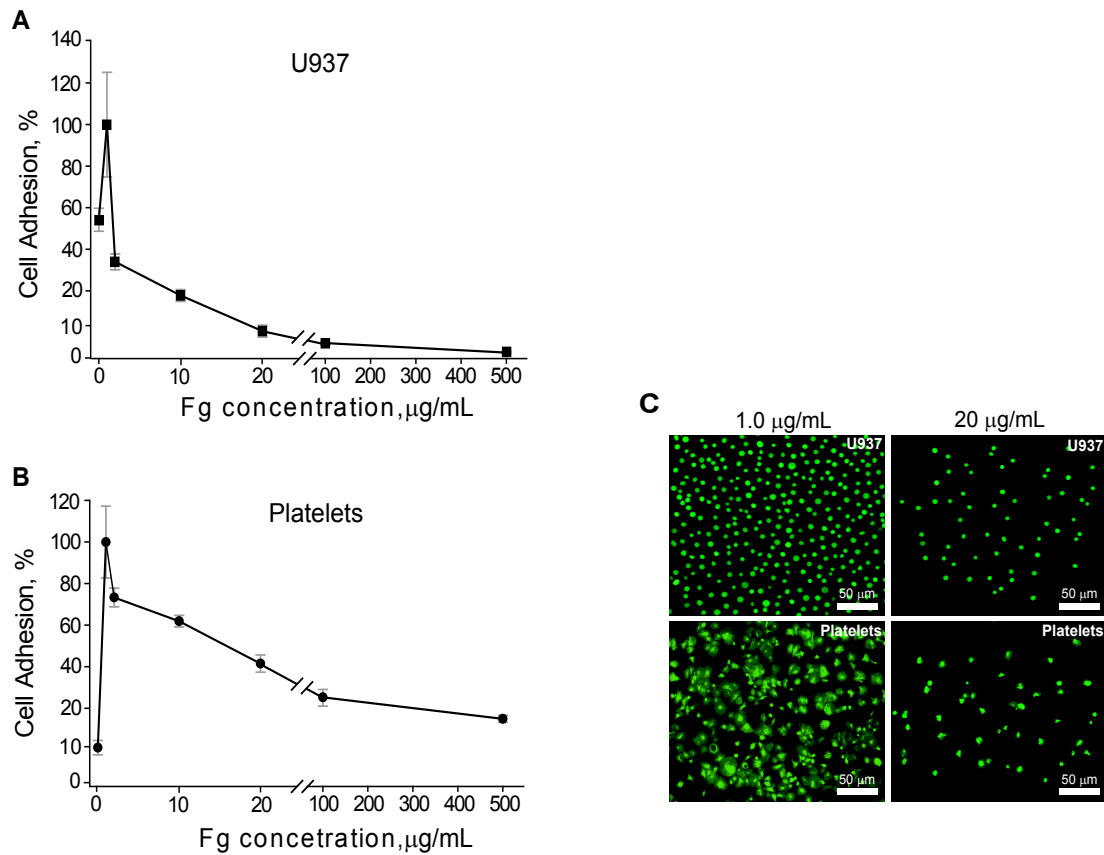 A
U937
Cell Adhesion, %
140
120
100
80
60
40
20
10
0
0 10 20 100 200 300 400 500
Fg concentration,μg/mL
B
Platelets
Cell Adhesion, %
120
100
80
60
40
20
10
0
0 10 20 100 200 300 400 500
Fg concetration,μg/mL
C
1.0 μg/mL 20 μg/mL
U937 U937
50 μm 50 μm
Platelets Platelets
50 μm 50 μm